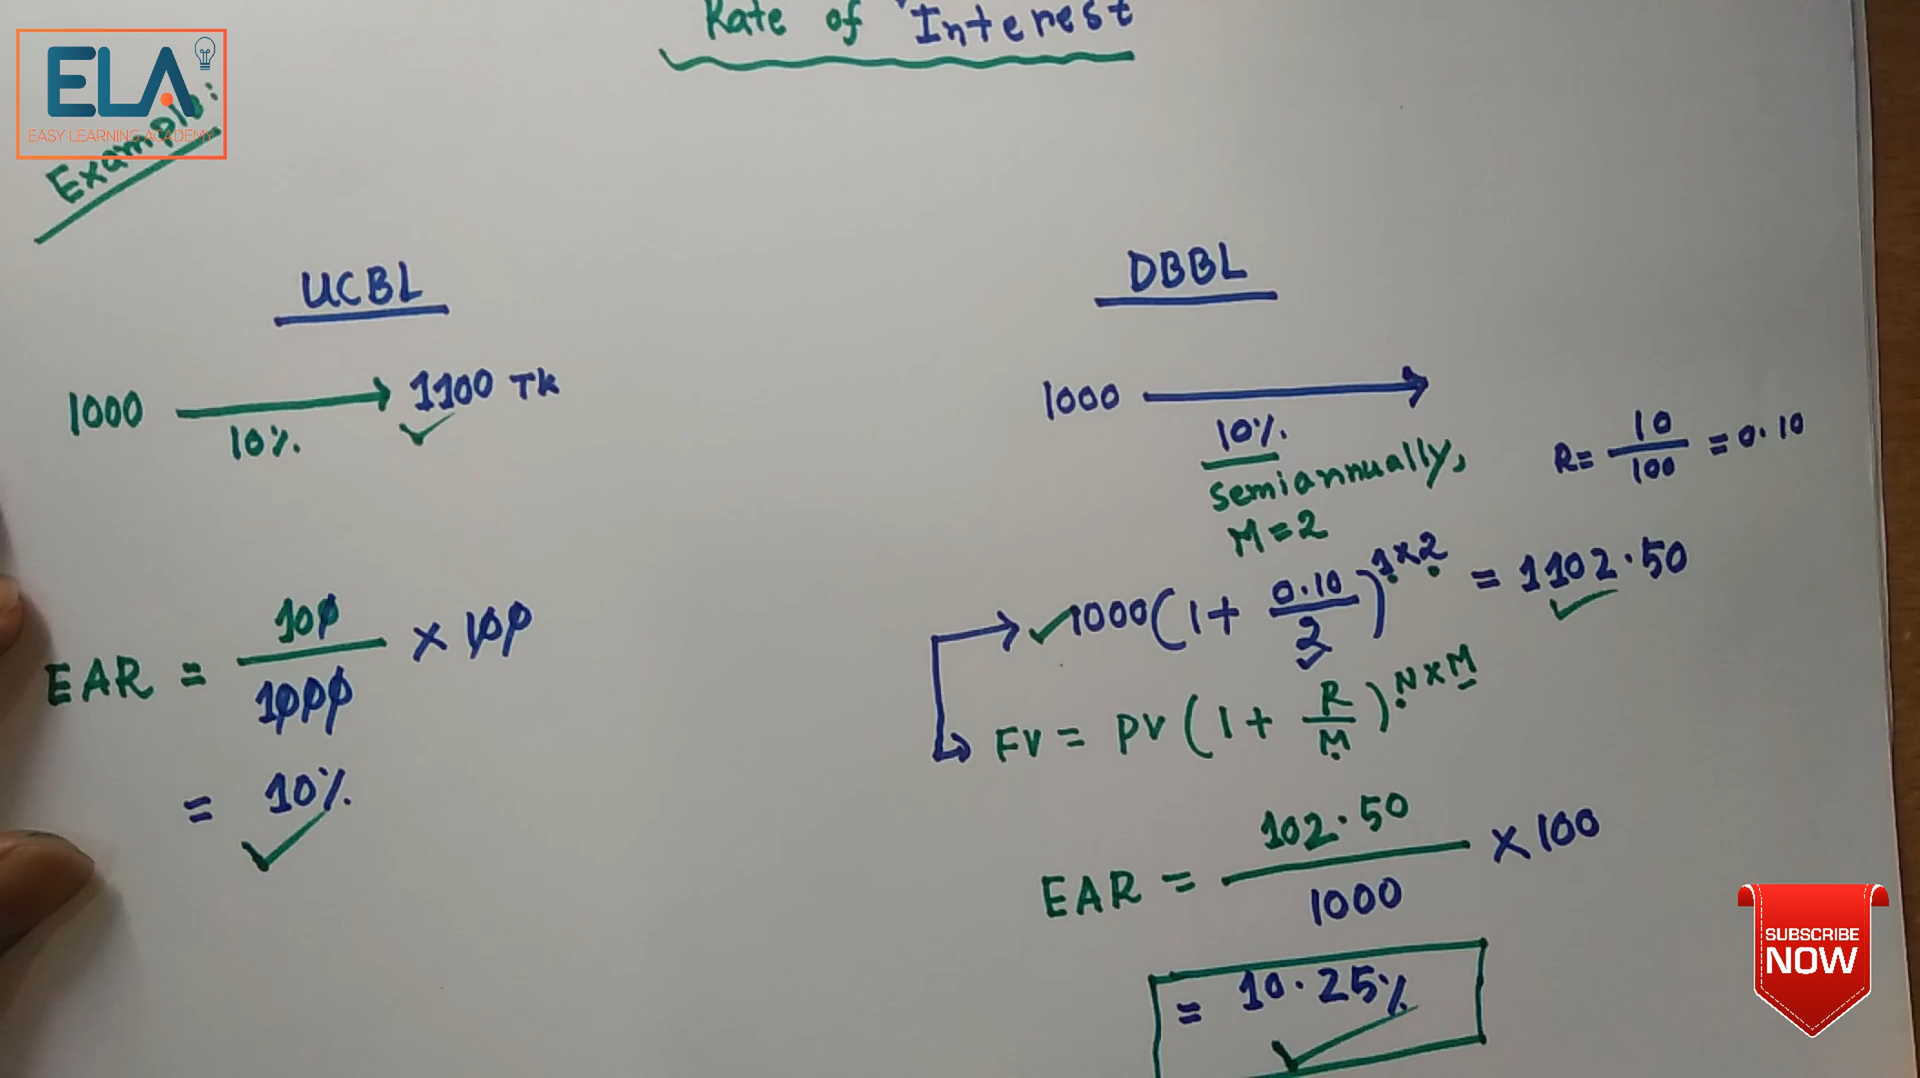 Rate of Interest
ELA
EASY LEARNING ACADEMY
Example:
UCBL
1000 → 1100 Tk
10%
EAR = 100/1000 × 100
= 10%
DBBL
1000 →
10%
semiannually,
M=2
R= 10/100 = 0.10
1000(1 + 0.10/2)^1×2 = 1102.50
FV = PV(1 + R/M)^N×M
EAR = 102.50/1000 × 100
= 10.25%
SUBSCRIBE
NOW